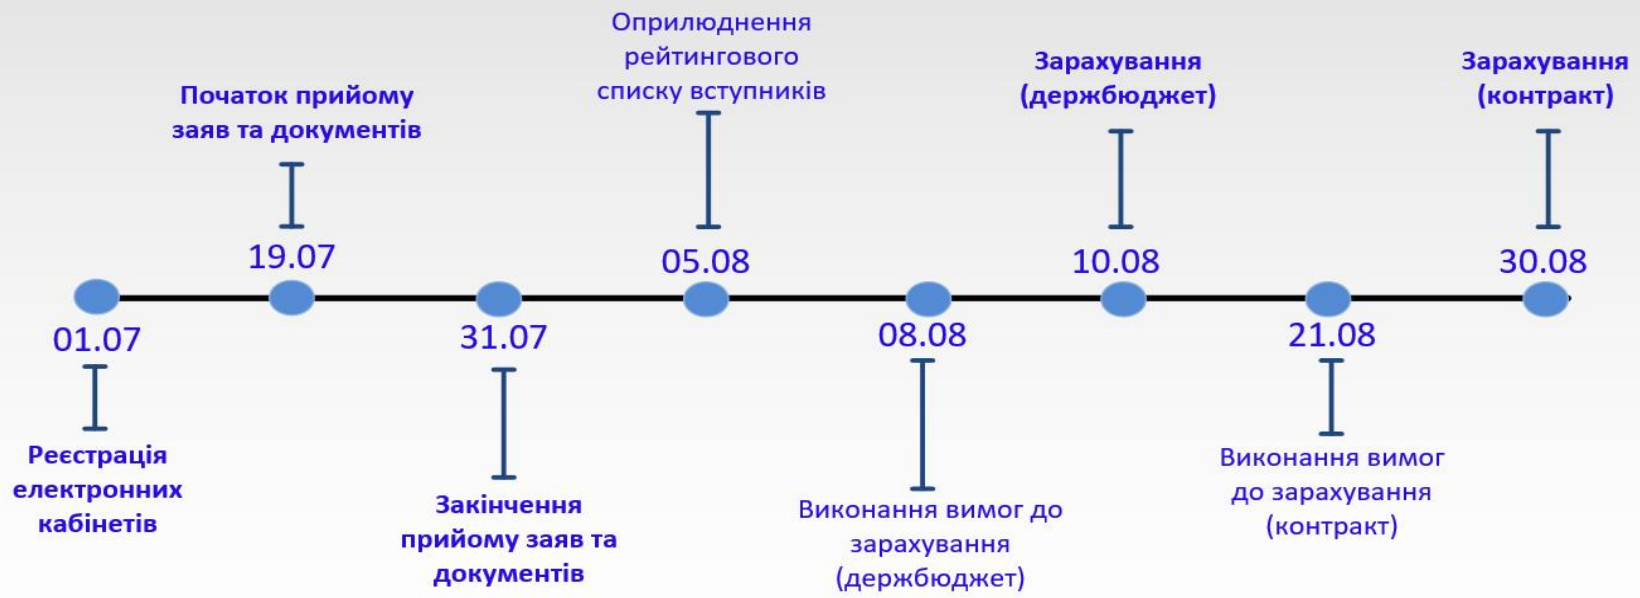 01.07
Реєстрація
електронних
кабінетів
Початок прийому
заяв та документів
19.07
31.07
Закінчення
прийому заяв та
документів
Оприлюднення
рейтингового
списку вступників
05.08
08.08
Виконання вимог до
зарахування
(держбюджет)
Зарахування
(держбюджет)
10.08
21.08
Виконання вимог
до зарахування
(контракт)
Зарахування
(контракт)
30.08